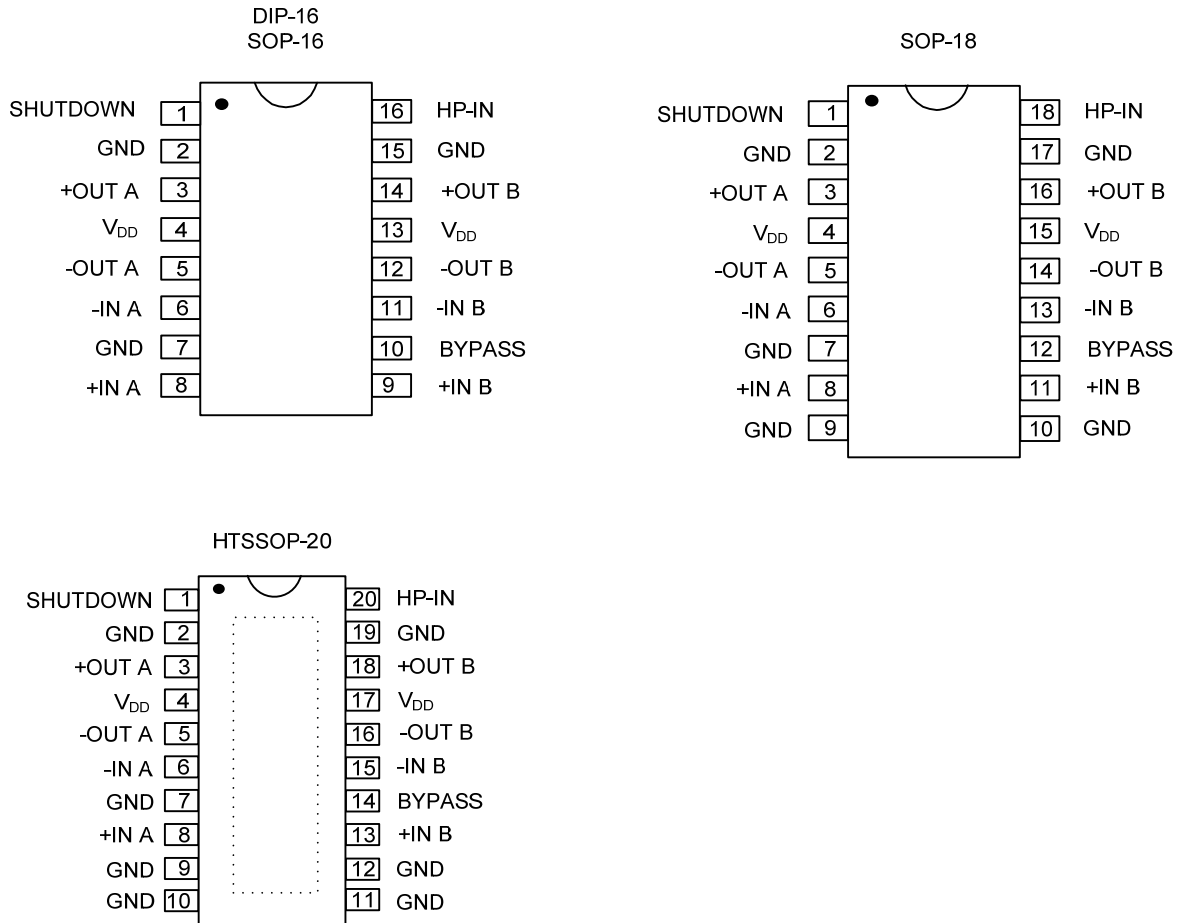 DIP-16
SOP-16
SHUTDOWN 1 16 HP-IN
GND 2 15 GND
+OUT A 3 14 +OUT B
VDD 4 13 VDD
-OUT A 5 12 -OUT B
-IN A 6 11 -IN B
GND 7 10 BYPASS
+IN A 8 9 +IN B
SOP-18
SHUTDOWN 1 18 HP-IN
GND 2 17 GND
+OUT A 3 16 +OUT B
VDD 4 15 VDD
-OUT A 5 14 -OUT B
-IN A 6 13 -IN B
GND 7 12 BYPASS
+IN A 8 11 +IN B
GND 9 10 GND
HTSSOP-20
SHUTDOWN 1 20 HP-IN
GND 2 19 GND
+OUT A 3 18 +OUT B
VDD 4 17 VDD
-OUT A 5 16 -OUT B
-IN A 6 15 -IN B
GND 7 14 BYPASS
+IN A 8 13 +IN B
GND 9 12 GND
GND 10 11 GND